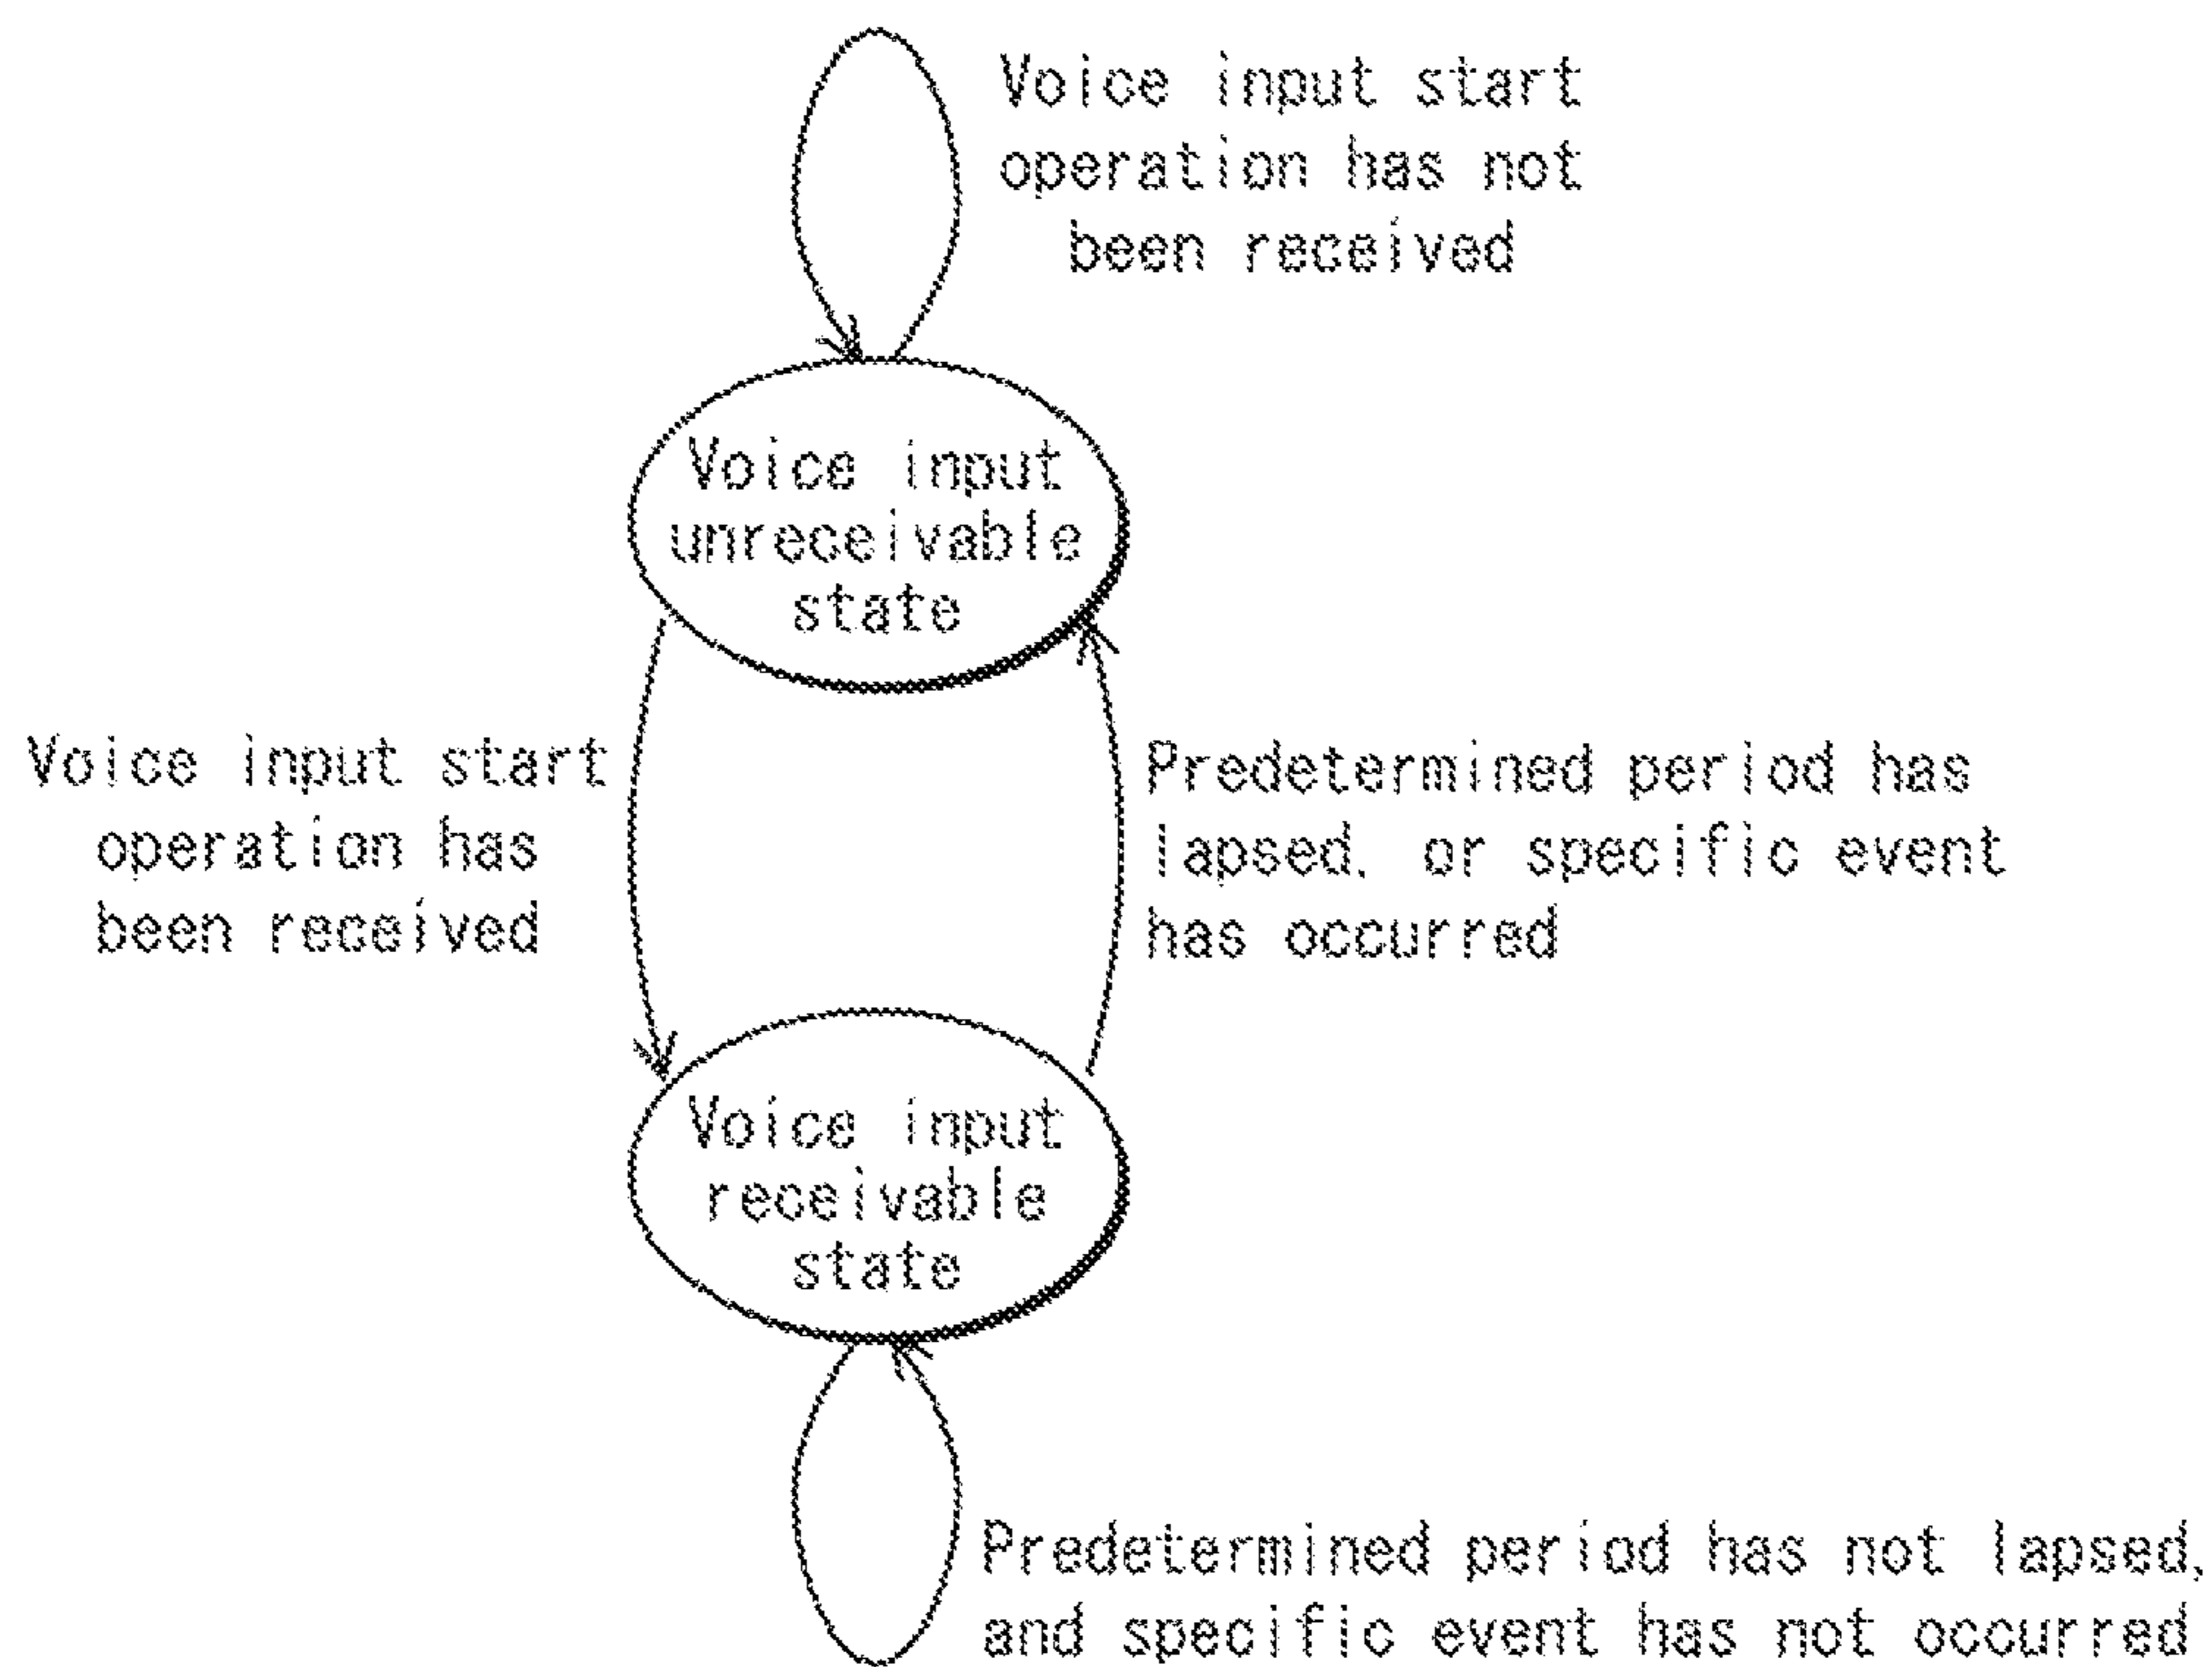 Voice input start
operation has not
been received
Voice input
unreceivable
state
Voice input start
operation has
been received
Predetermined period has
lapsed, or specific event
has occurred
Voice input
receivable
state
Predetermined period has not lapsed,
and specific event has not occurred